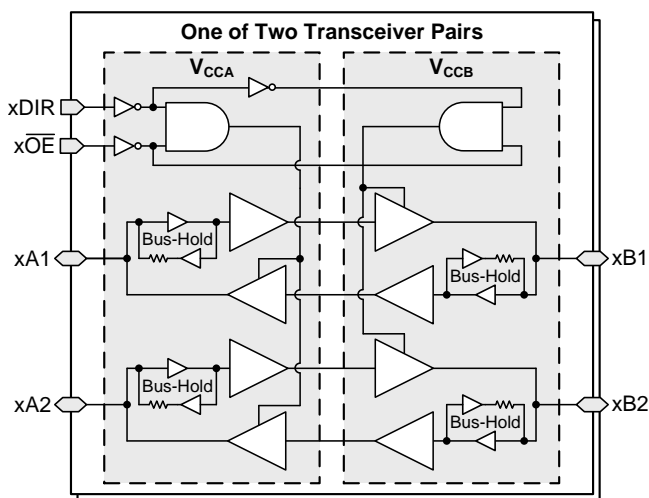 One of Two Transceiver Pairs
VCCA
VCCB
xDIR
xOE
Bus-Hold
xA1
xB1
Bus-Hold
Bus-Hold
xA2
xB2
Bus-Hold